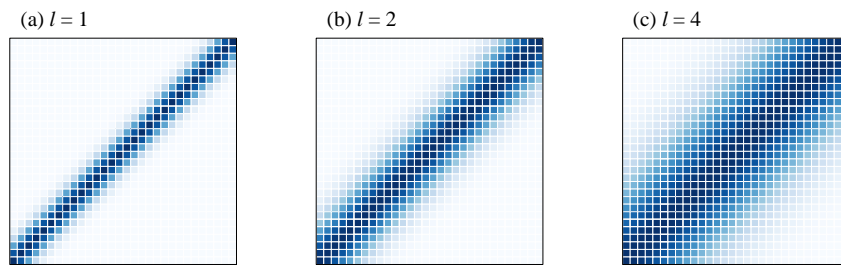 (a) l = 1
(b) l = 2
(c) l = 4